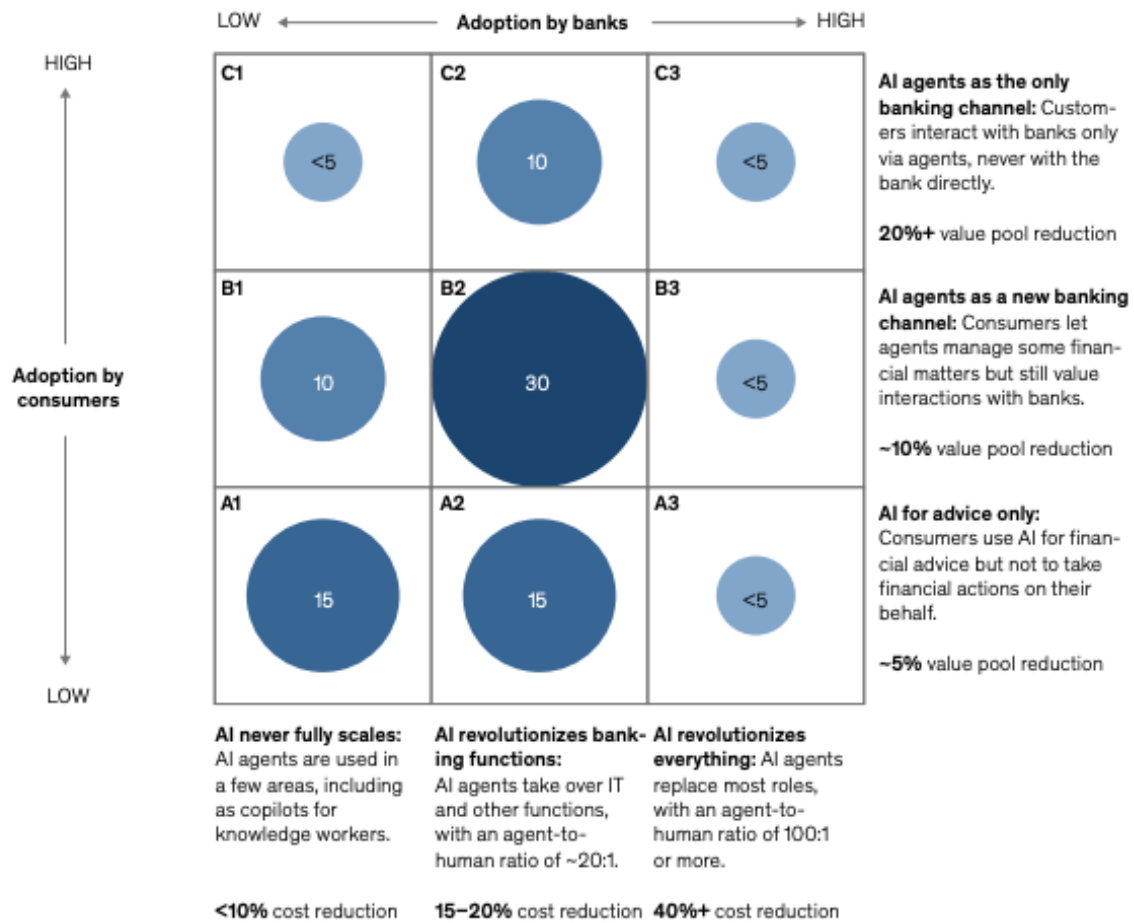 LOW Adoption by banks HIGH
HIGH
C1 C2 C3
<5 10 <5
AI agents as the only
banking channel: Custom-
ers interact with banks only
via agents, never with the
bank directly.
20%+ value pool reduction
Adoption by
consumers
B1 B2 B3
10 30 <5
AI agents as a new banking
channel: Consumers let
agents manage some finan-
cial matters but still value
interactions with banks.
~10% value pool reduction
A1 A2 A3
15 15 <5
AI for advice only:
Consumers use AI for finan-
cial advice but not to take
financial actions on their
behalf.
~5% value pool reduction
LOW
AI never fully scales:
AI agents are used in
a few areas, including
as copilots for
knowledge workers.
<10% cost reduction
AI revolutionizes bank-
ing functions:
AI agents take over IT
and other functions,
with an agent-to-
human ratio of ~20:1.
15–20% cost reduction
AI revolutionizes
everything: AI agents
replace most roles,
with an agent-to-
human ratio of 100:1
or more.
40%+ cost reduction